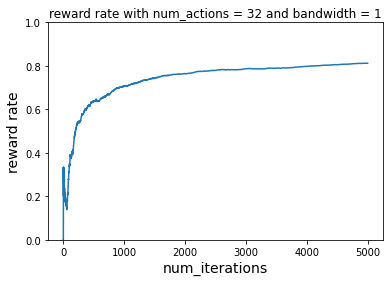 reward rate with num_actions = 32 and bandwidth = 1
1.0
0.8
0.6
0.4
0.2
0.0
reward rate
0 1000 2000 3000 4000 5000
num_iterations